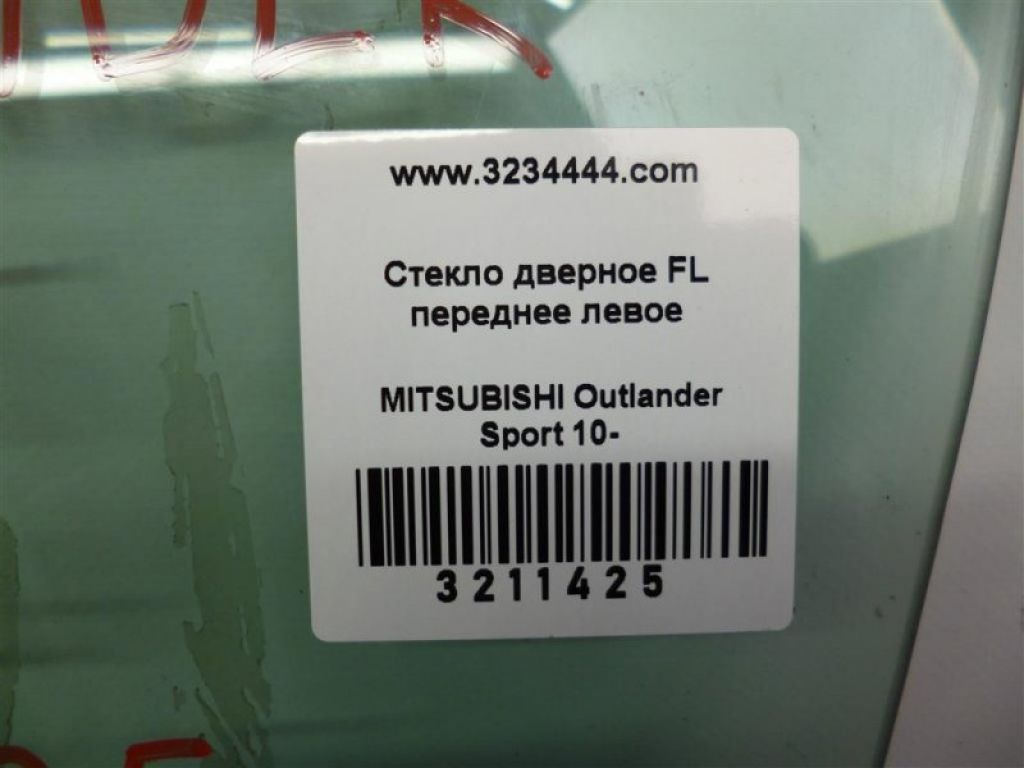 www.3234444.com
Стекло дверное FL
переднее левое
MITSUBISHI Outlander
Sport 10-
3211425